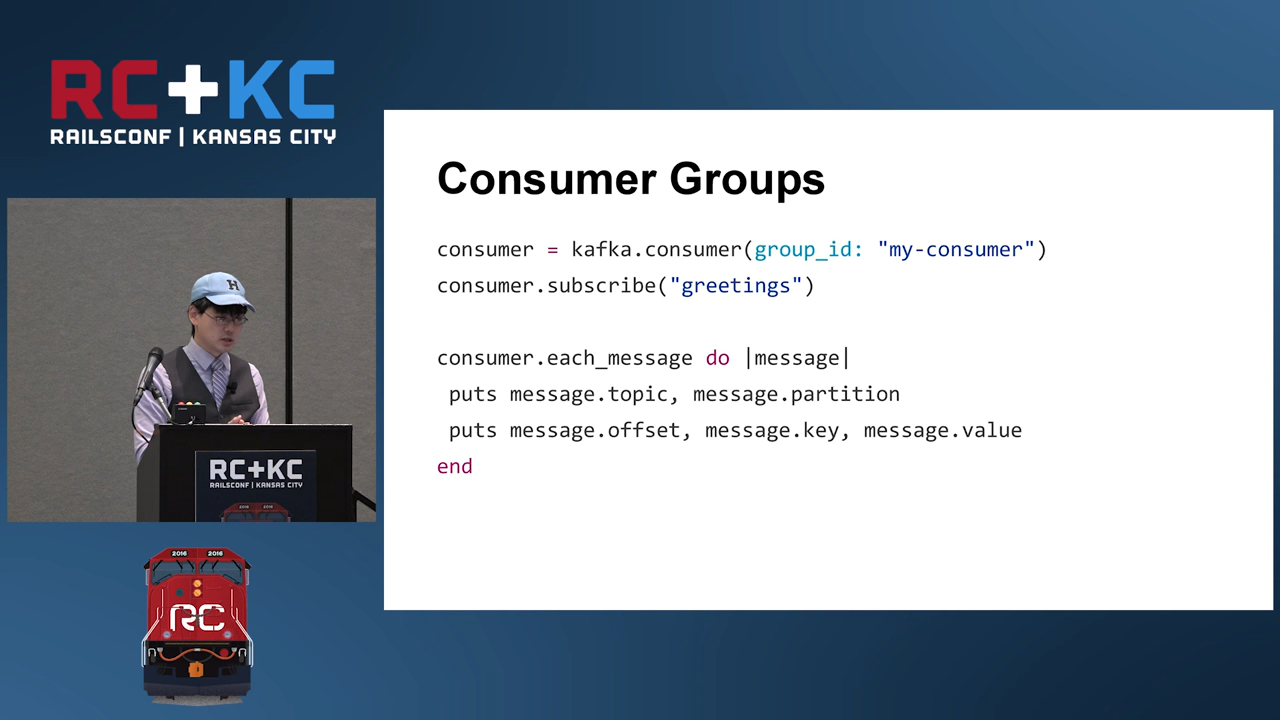 RC+KC
RAILSCONF | KANSAS CITY
Consumer Groups
consumer = kafka.consumer(group_id: "my-consumer")
consumer.subscribe("greetings")
consumer.each_message do |message|
puts message.topic, message.partition
puts message.offset, message.key, message.value
end
H
RC+KC
RAILSCONF | KANSAS CITY
2016 2016
2016 2016
RC